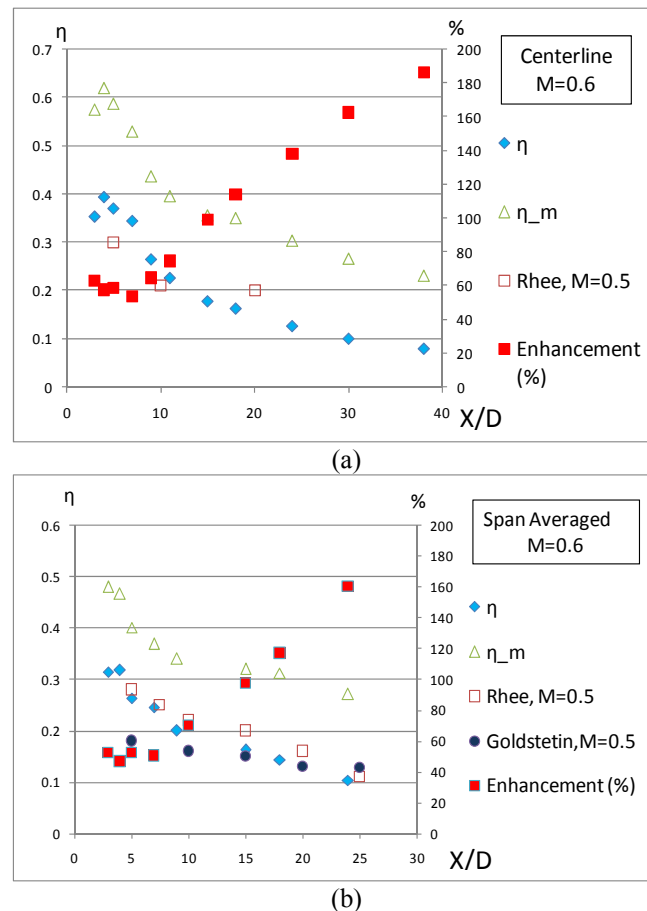 η
%
0.7
0.6
0.5
0.4
0.3
0.2
0.1
0
200
180
160
140
120
100
80
60
40
20
0
0 10 20 30 40
X/D
Centerline
M=0.6
η
η_m
Rhee, M=0.5
Enhancement
(%)
(a)
η
%
0.6
0.5
0.4
0.3
0.2
0.1
0
200
180
160
140
120
100
80
60
40
20
0
0 5 10 15 20 25 30
X/D
Span Averaged
M=0.6
η
η_m
Rhee, M=0.5
Goldstetin,M=0.5
Enhancement (%)
(b)